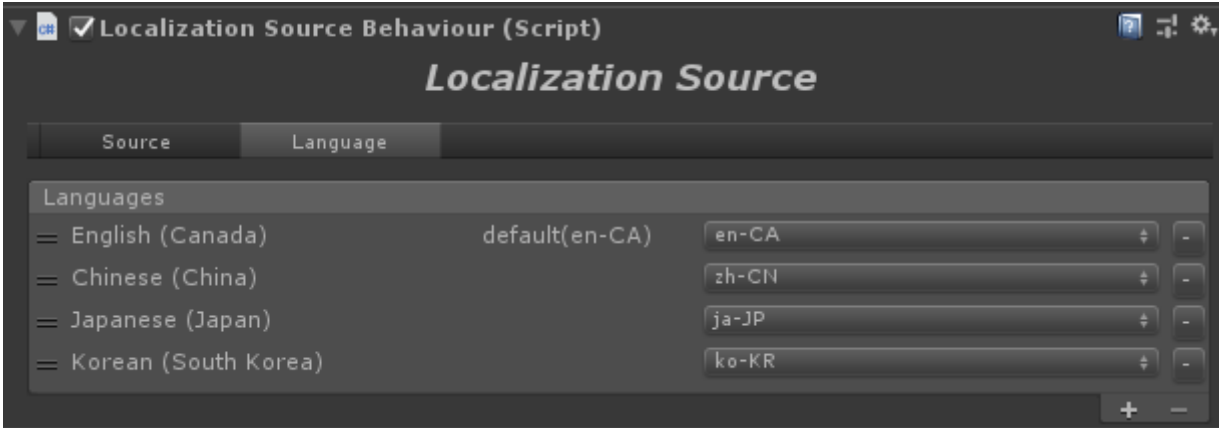 Localization Source Behaviour (Script)
Localization Source
Source Language
Languages
English (Canada) default(en-CA) en-CA -
Chinese (China) zh-CN -
Japanese (Japan) ja-JP -
Korean (South Korea) ko-KR -
+ -